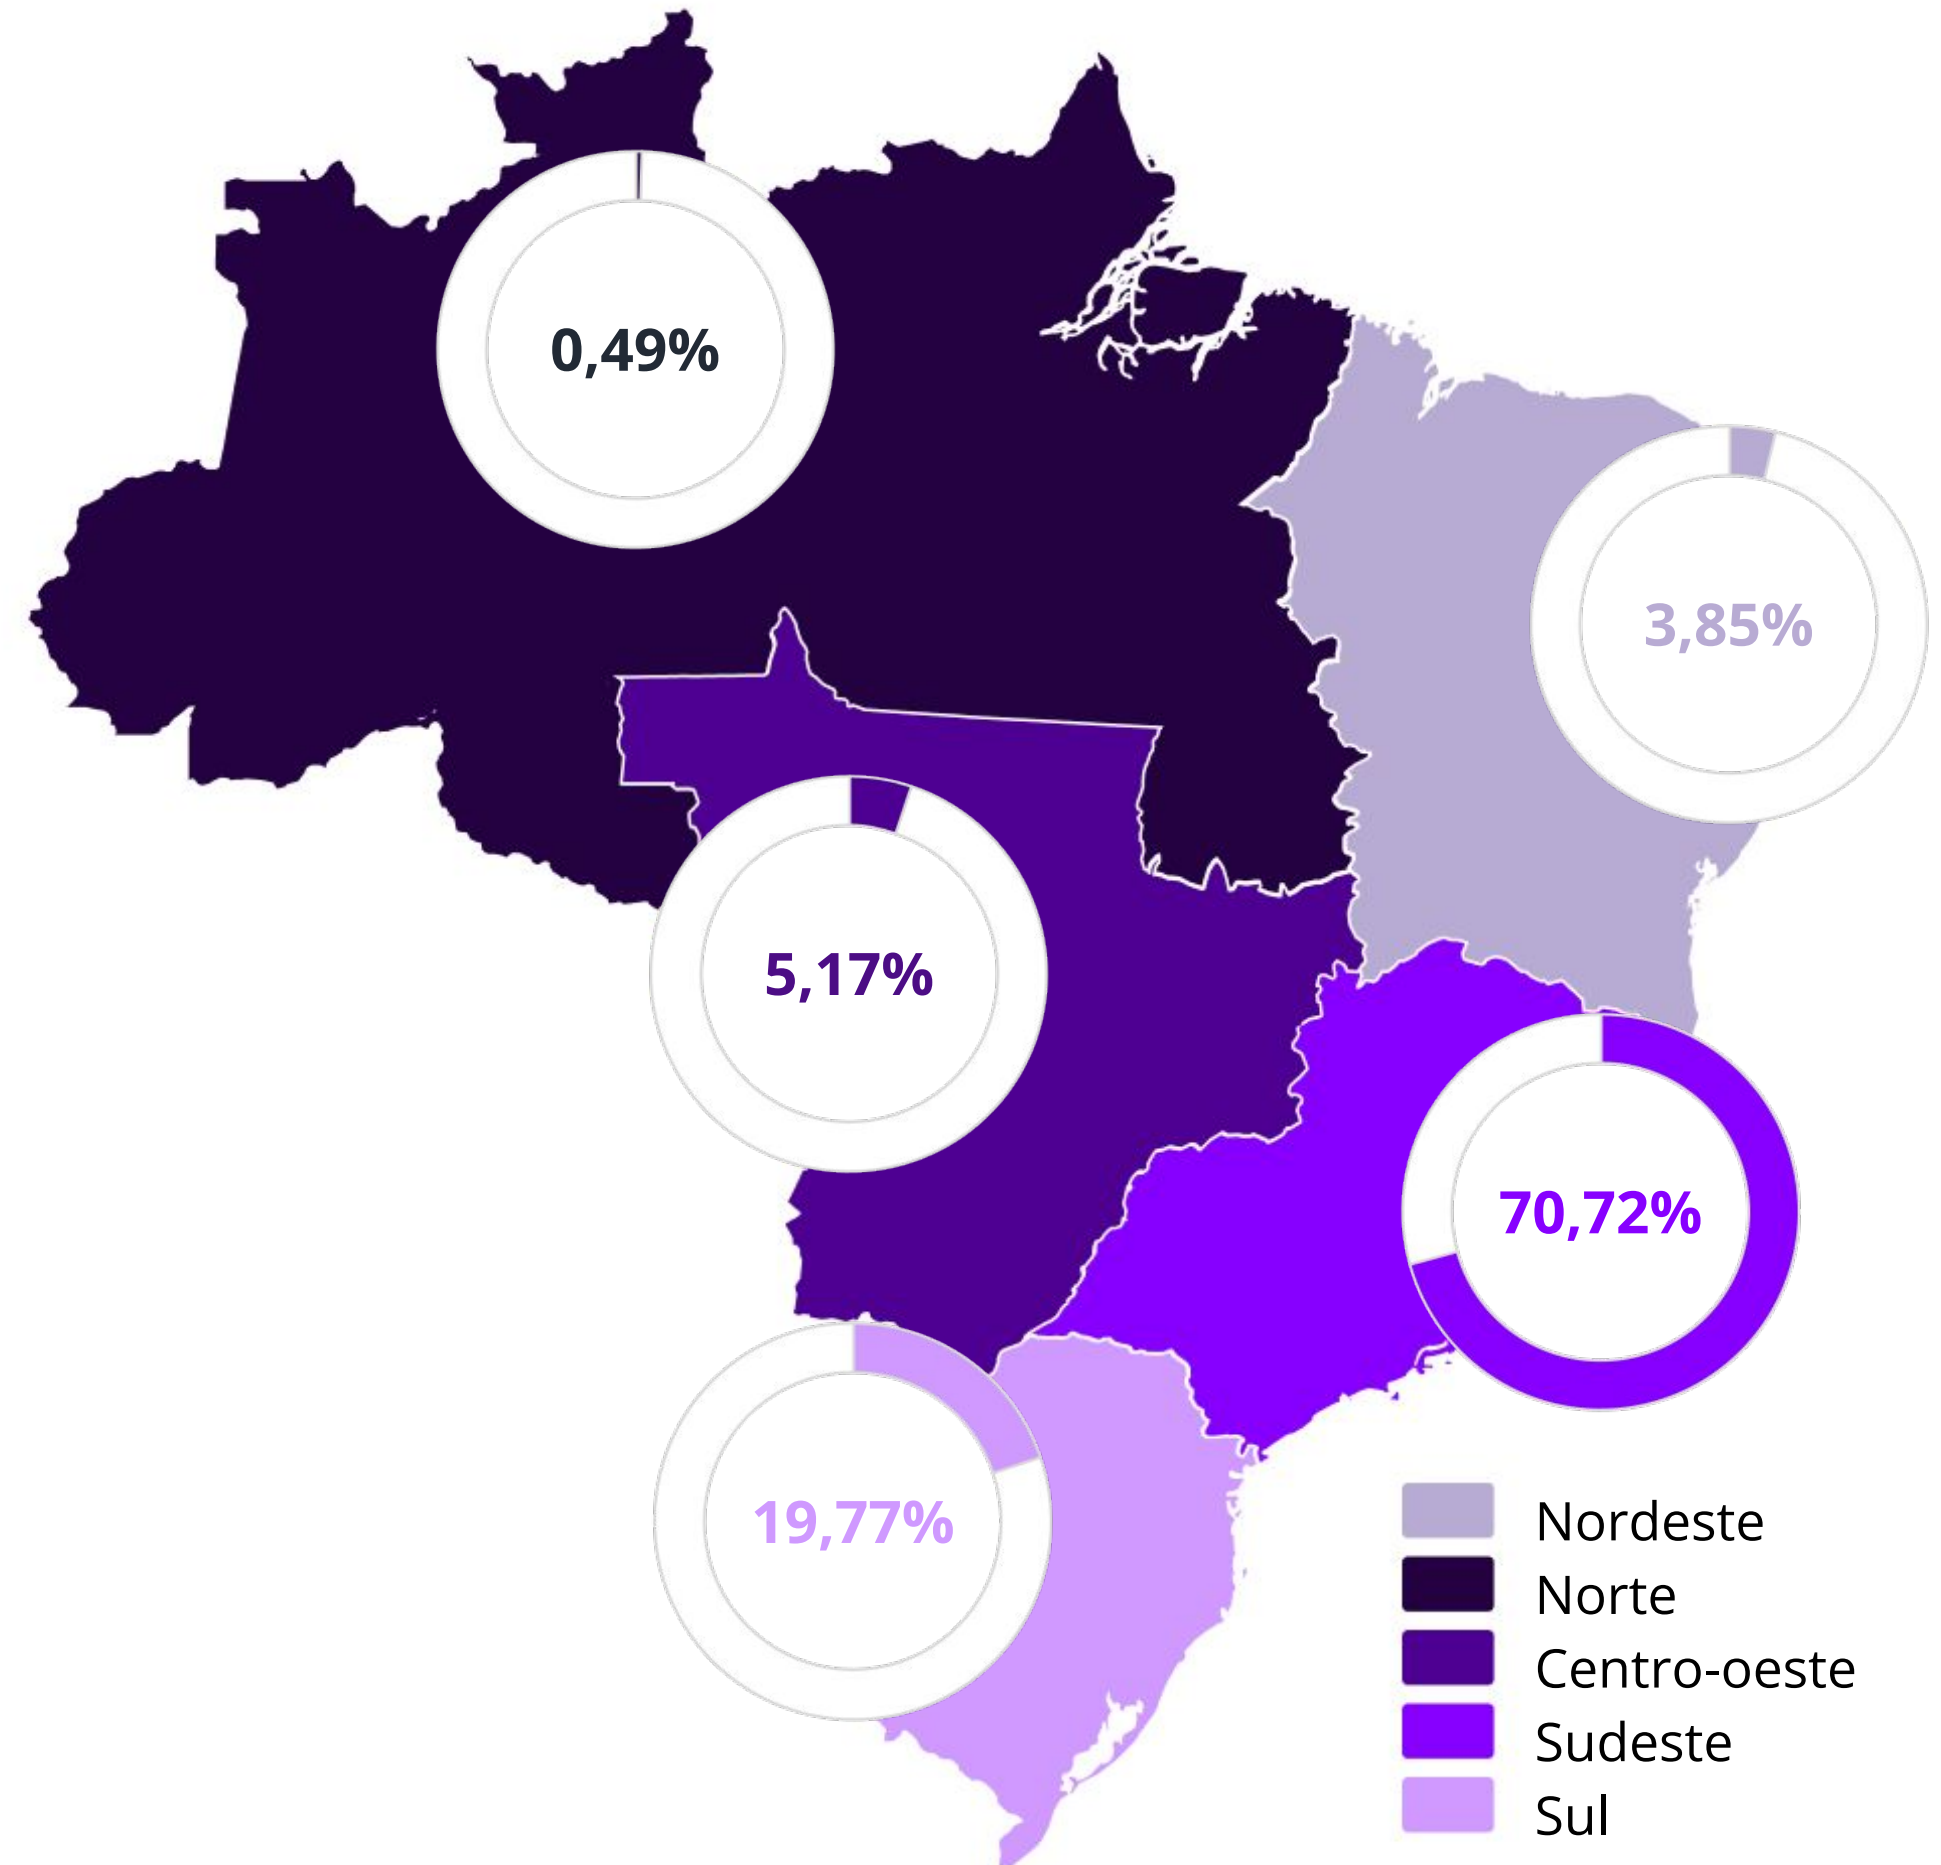 0,49%
3,85%
5,17%
70,72%
19,77%
Nordeste
Norte
Centro-oeste
Sudeste
Sul